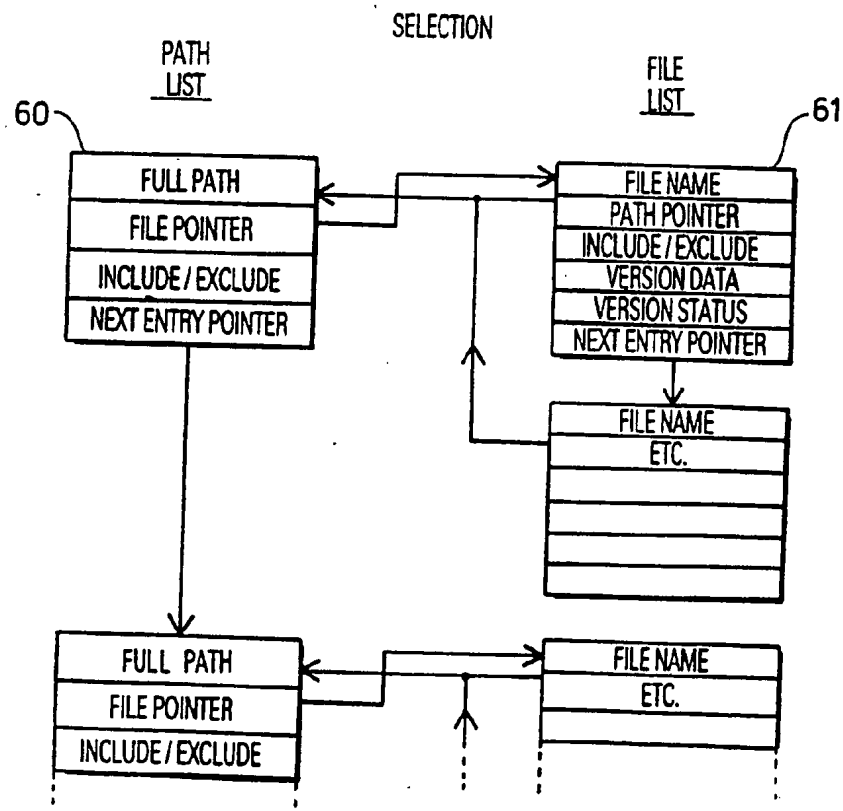 SELECTION
PATH
LIST
FILE
LIST
60
61
FULL PATH
FILE POINTER
INCLUDE / EXCLUDE
NEXT ENTRY POINTER
FILE NAME
PATH POINTER
INCLUDE / EXCLUDE
VERSION DATA
VERSION STATUS
NEXT ENTRY POINTER
FILE NAME
ETC.
FULL PATH
FILE POINTER
INCLUDE / EXCLUDE
FILE NAME
ETC.